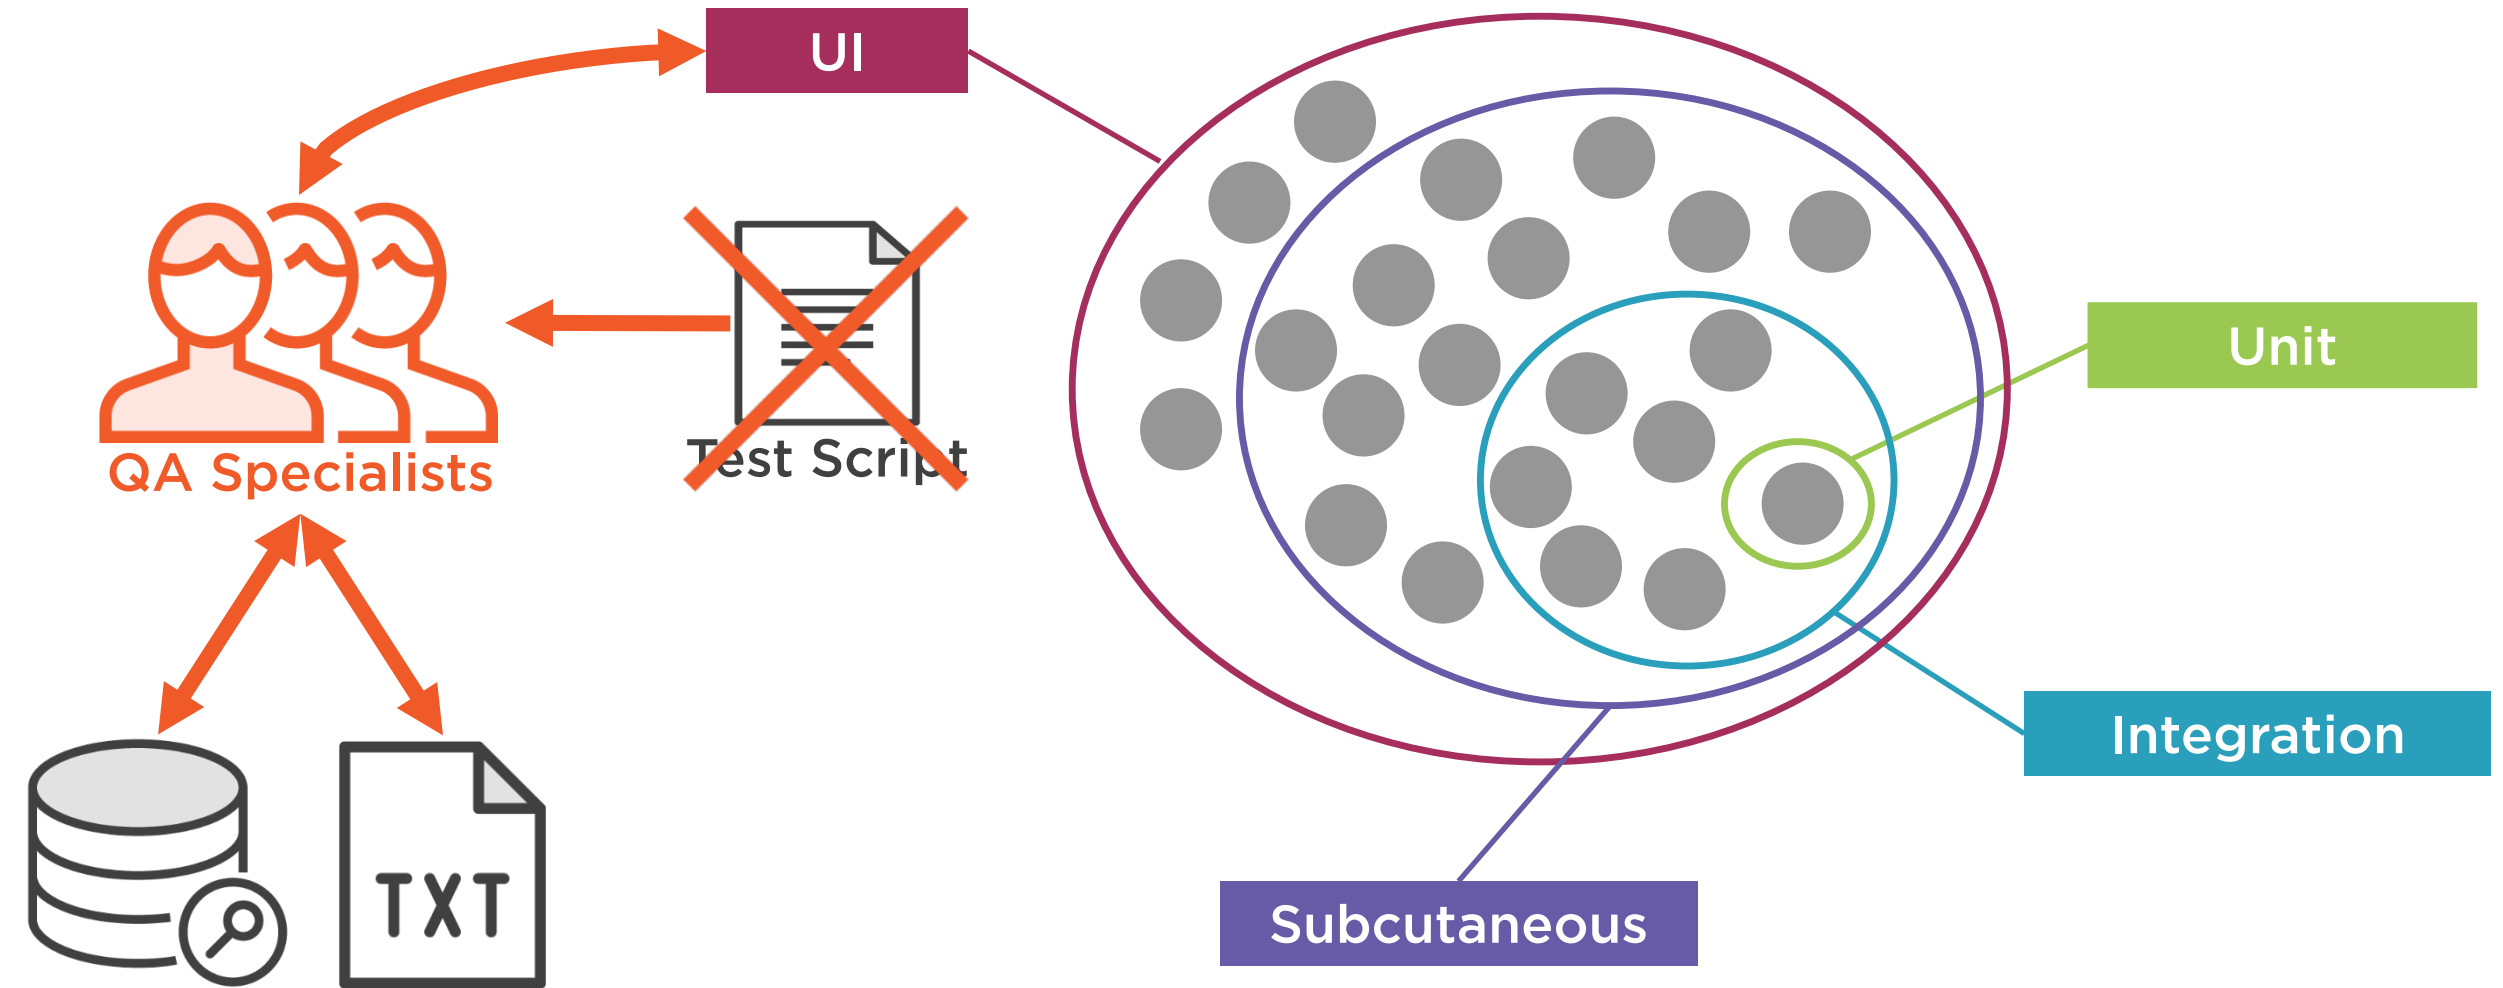 UI
Unit
Test Script
QA Specialists
Integration
TXT
Subcutaneous